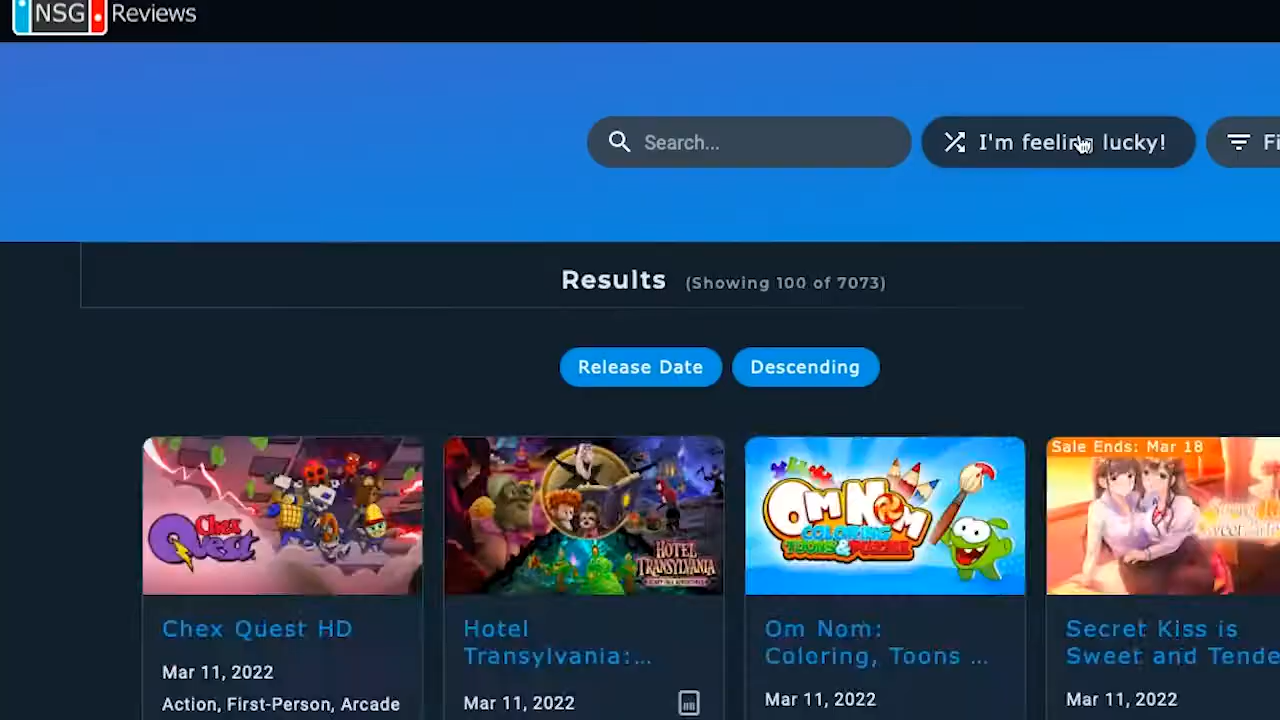 NSG Reviews
Search...
I'm feeling lucky!
Fi
Results (Showing 100 of 7073)
Release Date
Descending
Chex Quest
HOTEL TRANSYLVANIA
OM NOM
COLORING
TOONS & PUZZLE
Sale Ends: Mar 18
Chex Quest HD
Mar 11, 2022
Action, First-Person, Arcade
Hotel
Transylvania:...
Mar 11, 2022
Om Nom:
Coloring, Toons ...
Mar 11, 2022
Secret Kiss is
Sweet and Tende
Mar 11, 2022